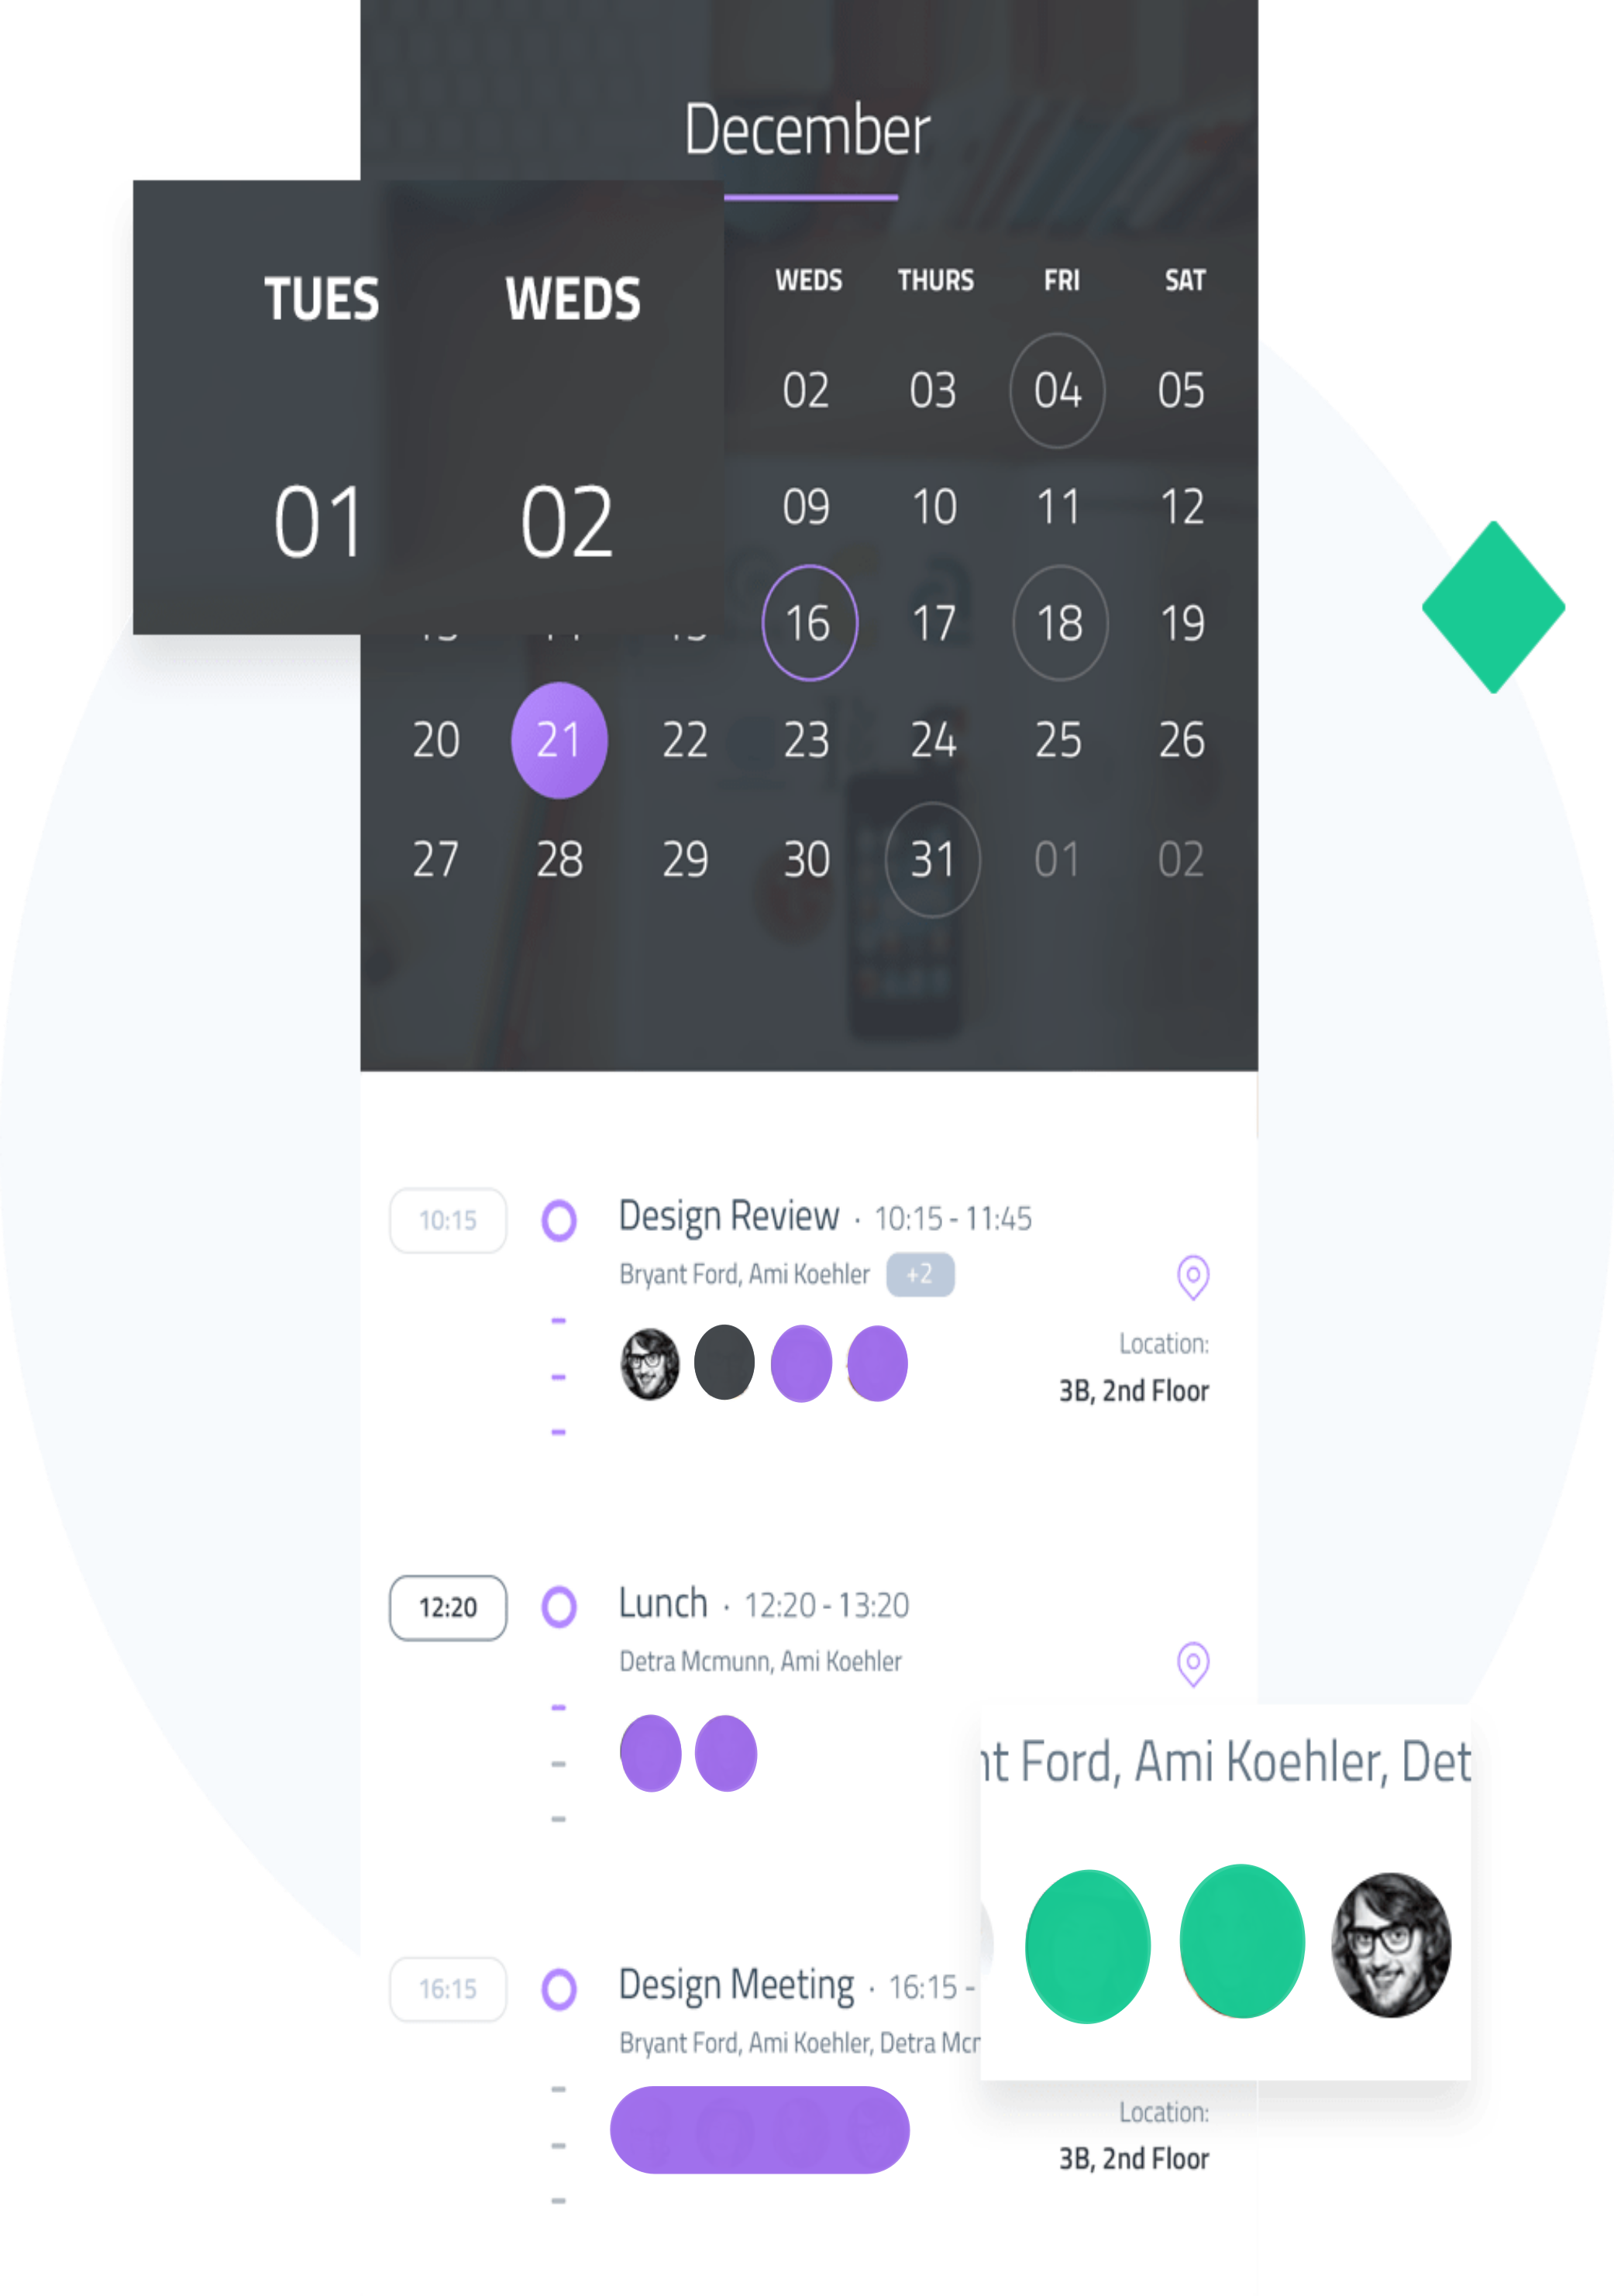 December
TUES WEDS
WEDS THURS FRI SAT
02 03 04 05
01 02
09 10 11 12
16 17 18 19
20 21 22 23 24 25 26
27 28 29 30 31 01 02
10:15 Design Review · 10:15 - 11:45
Bryant Ford, Ami Koehler +2
Location:
3B, 2nd Floor
12:20 Lunch · 12:20 - 13:20
Detra Mcmunn, Ami Koehler
nt Ford, Ami Koehler, Det
16:15 Design Meeting · 16:15 -
Bryant Ford, Ami Koehler, Detra Mc
Location:
3B, 2nd Floor